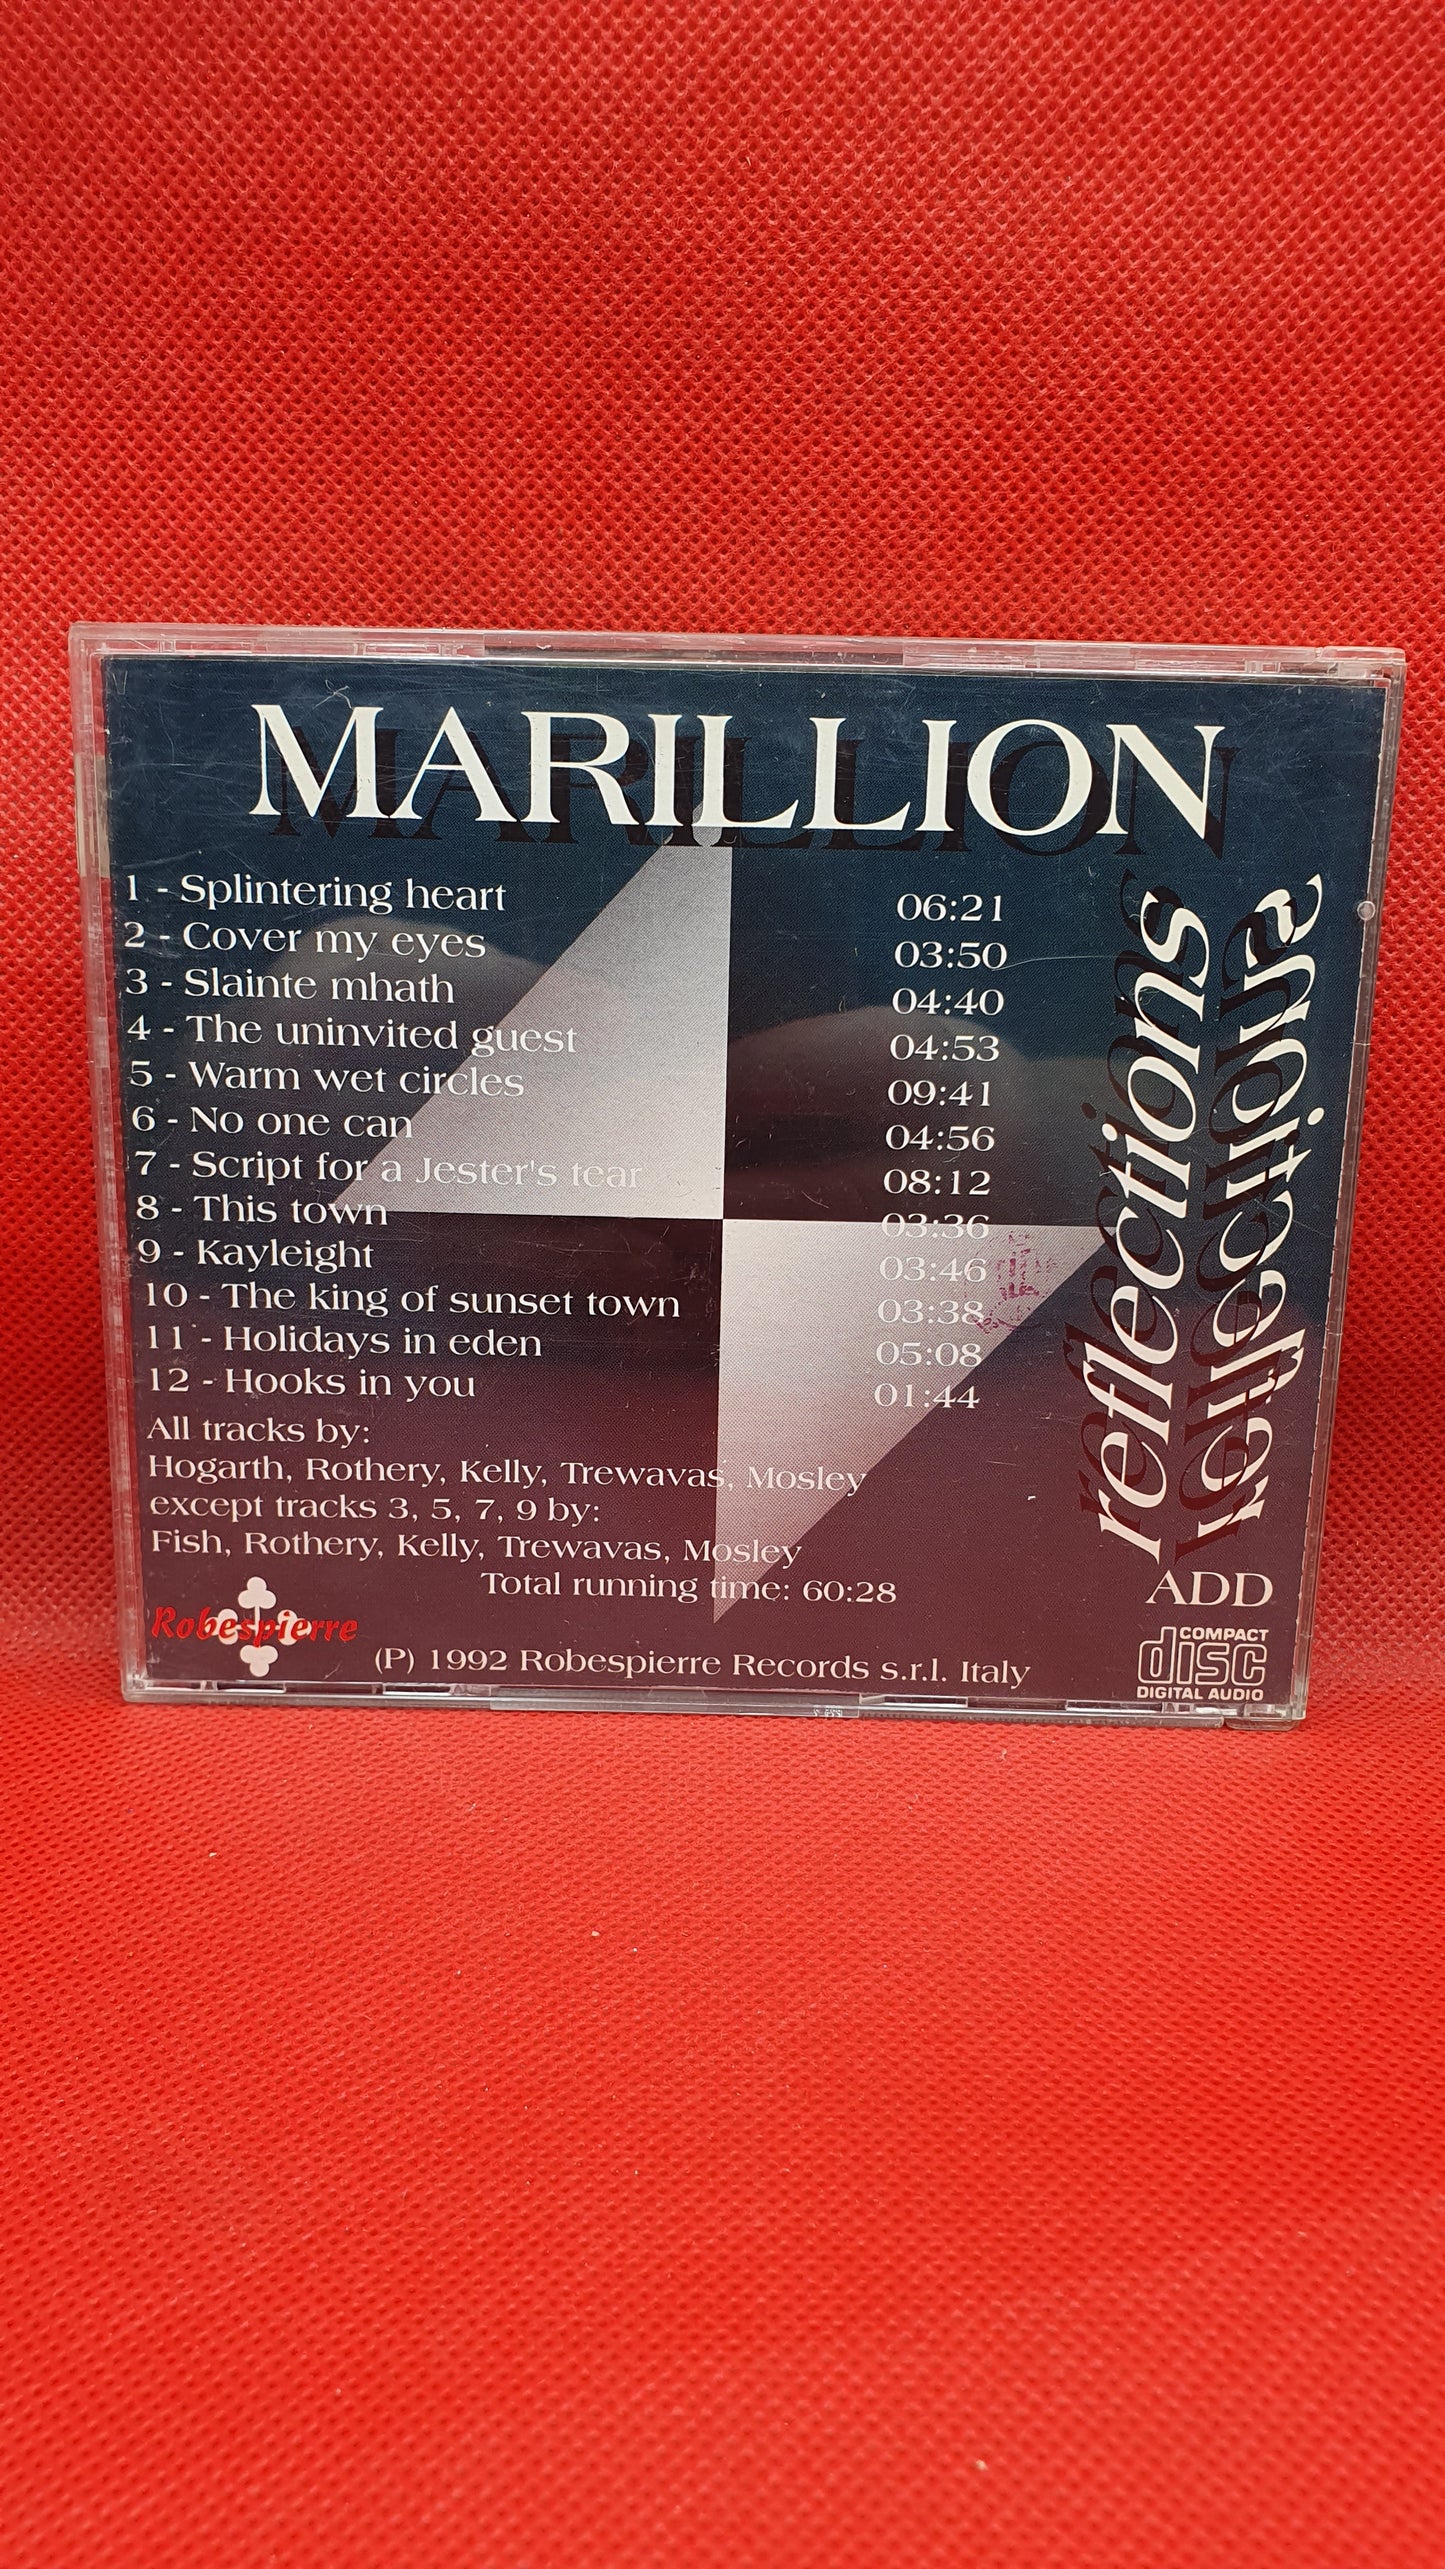 MARILLION
1 - Splintering heart 06:21
2 - Cover my eyes 03:50
3 - Slainte mhath 04:40
4 - The uninvited guest 04:53
5 - Warm wet circles 09:41
6 - No one can 04:56
7 - Script for a Jester's tear 08:12
8 - This town 03:36
9 - Kayleight 03:46
10 - The king of sunset town 03:38
11 - Holidays in eden 05:08
12 - Hooks in you 01:44
All tracks by:
Hogarth, Rothery, Kelly, Trewavas, Mosley
except tracks 3, 5, 7, 9 by:
Fish, Rothery, Kelly, Trewavas, Mosley
Total running time: 60:28
Robespierre
(P) 1992 Robespierre Records s.r.l. Italy
reflections
reflections
ADD
COMPACT
disc
DIGITAL AUDIO